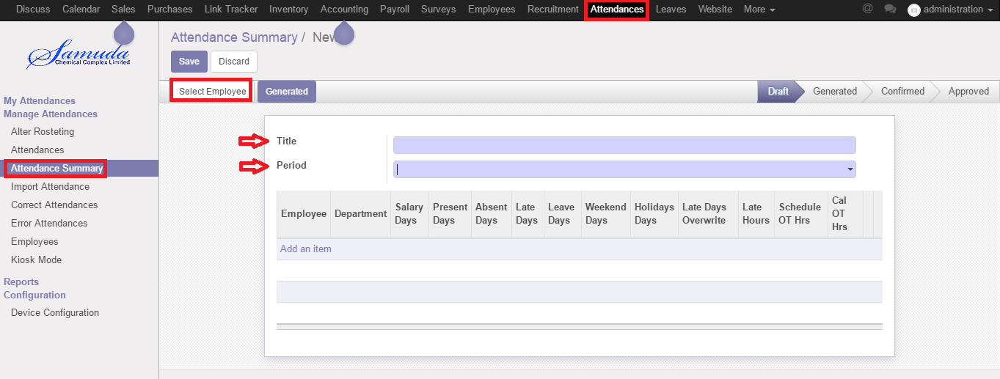 Discuss Calendar Sales Purchases Link Tracker Inventory Accounting Payroll Surveys Employees Recruitment Attendances Leaves Website More @ administration
Samuda
Chemical Complex Limited
Attendance Summary / New
Save Discard
Select Employee Generated Draft Generated Confirmed Approved
My Attendances
Manage Attendances
Alter Rosteting
Attendances
Attendance Summary
Import Attendance
Correct Attendances
Error Attendances
Employees
Kiosk Mode
Reports
Configuration
Device Configuration
Title
Period
Employee Department Salary Days Present Days Absent Days Late Days Leave Days Weekend Days Holidays Days Late Days Overwrite Late Hours Schedule OT Hrs Cal OT Hrs
Add an item